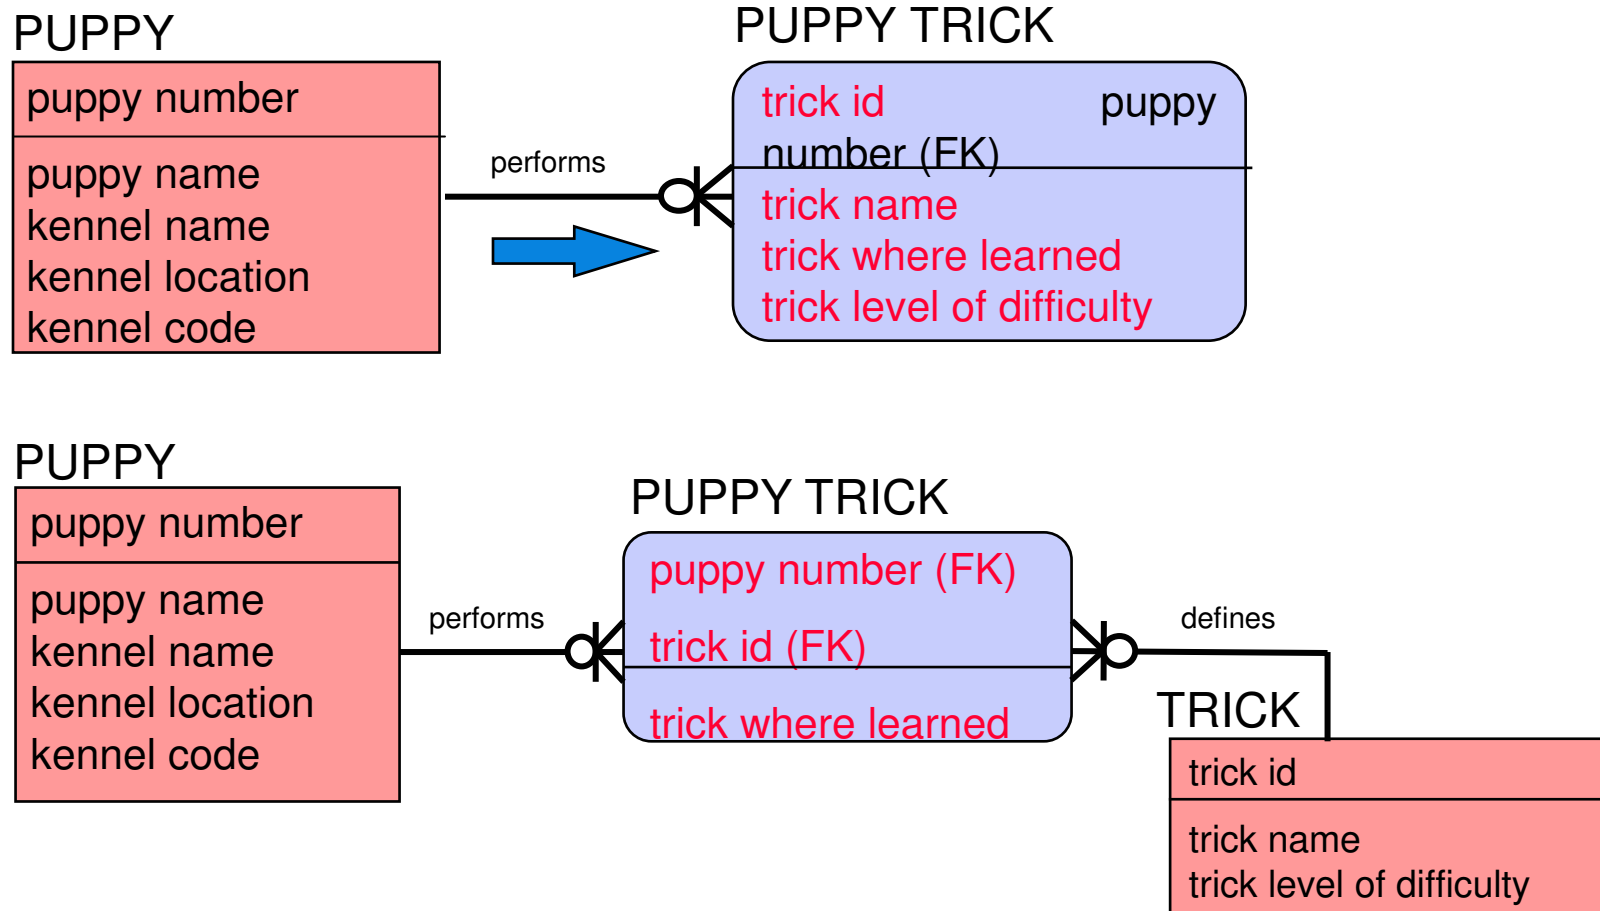 PUPPY
puppy number
puppy name
kennel name
kennel location
kennel code
performs
PUPPY TRICK
trick id puppy
number (FK)
trick name
trick where learned
trick level of difficulty
PUPPY
puppy number
puppy name
kennel name
kennel location
kennel code
performs
PUPPY TRICK
puppy number (FK)
trick id (FK)
trick where learned
defines
TRICK
trick id
trick name
trick level of difficulty